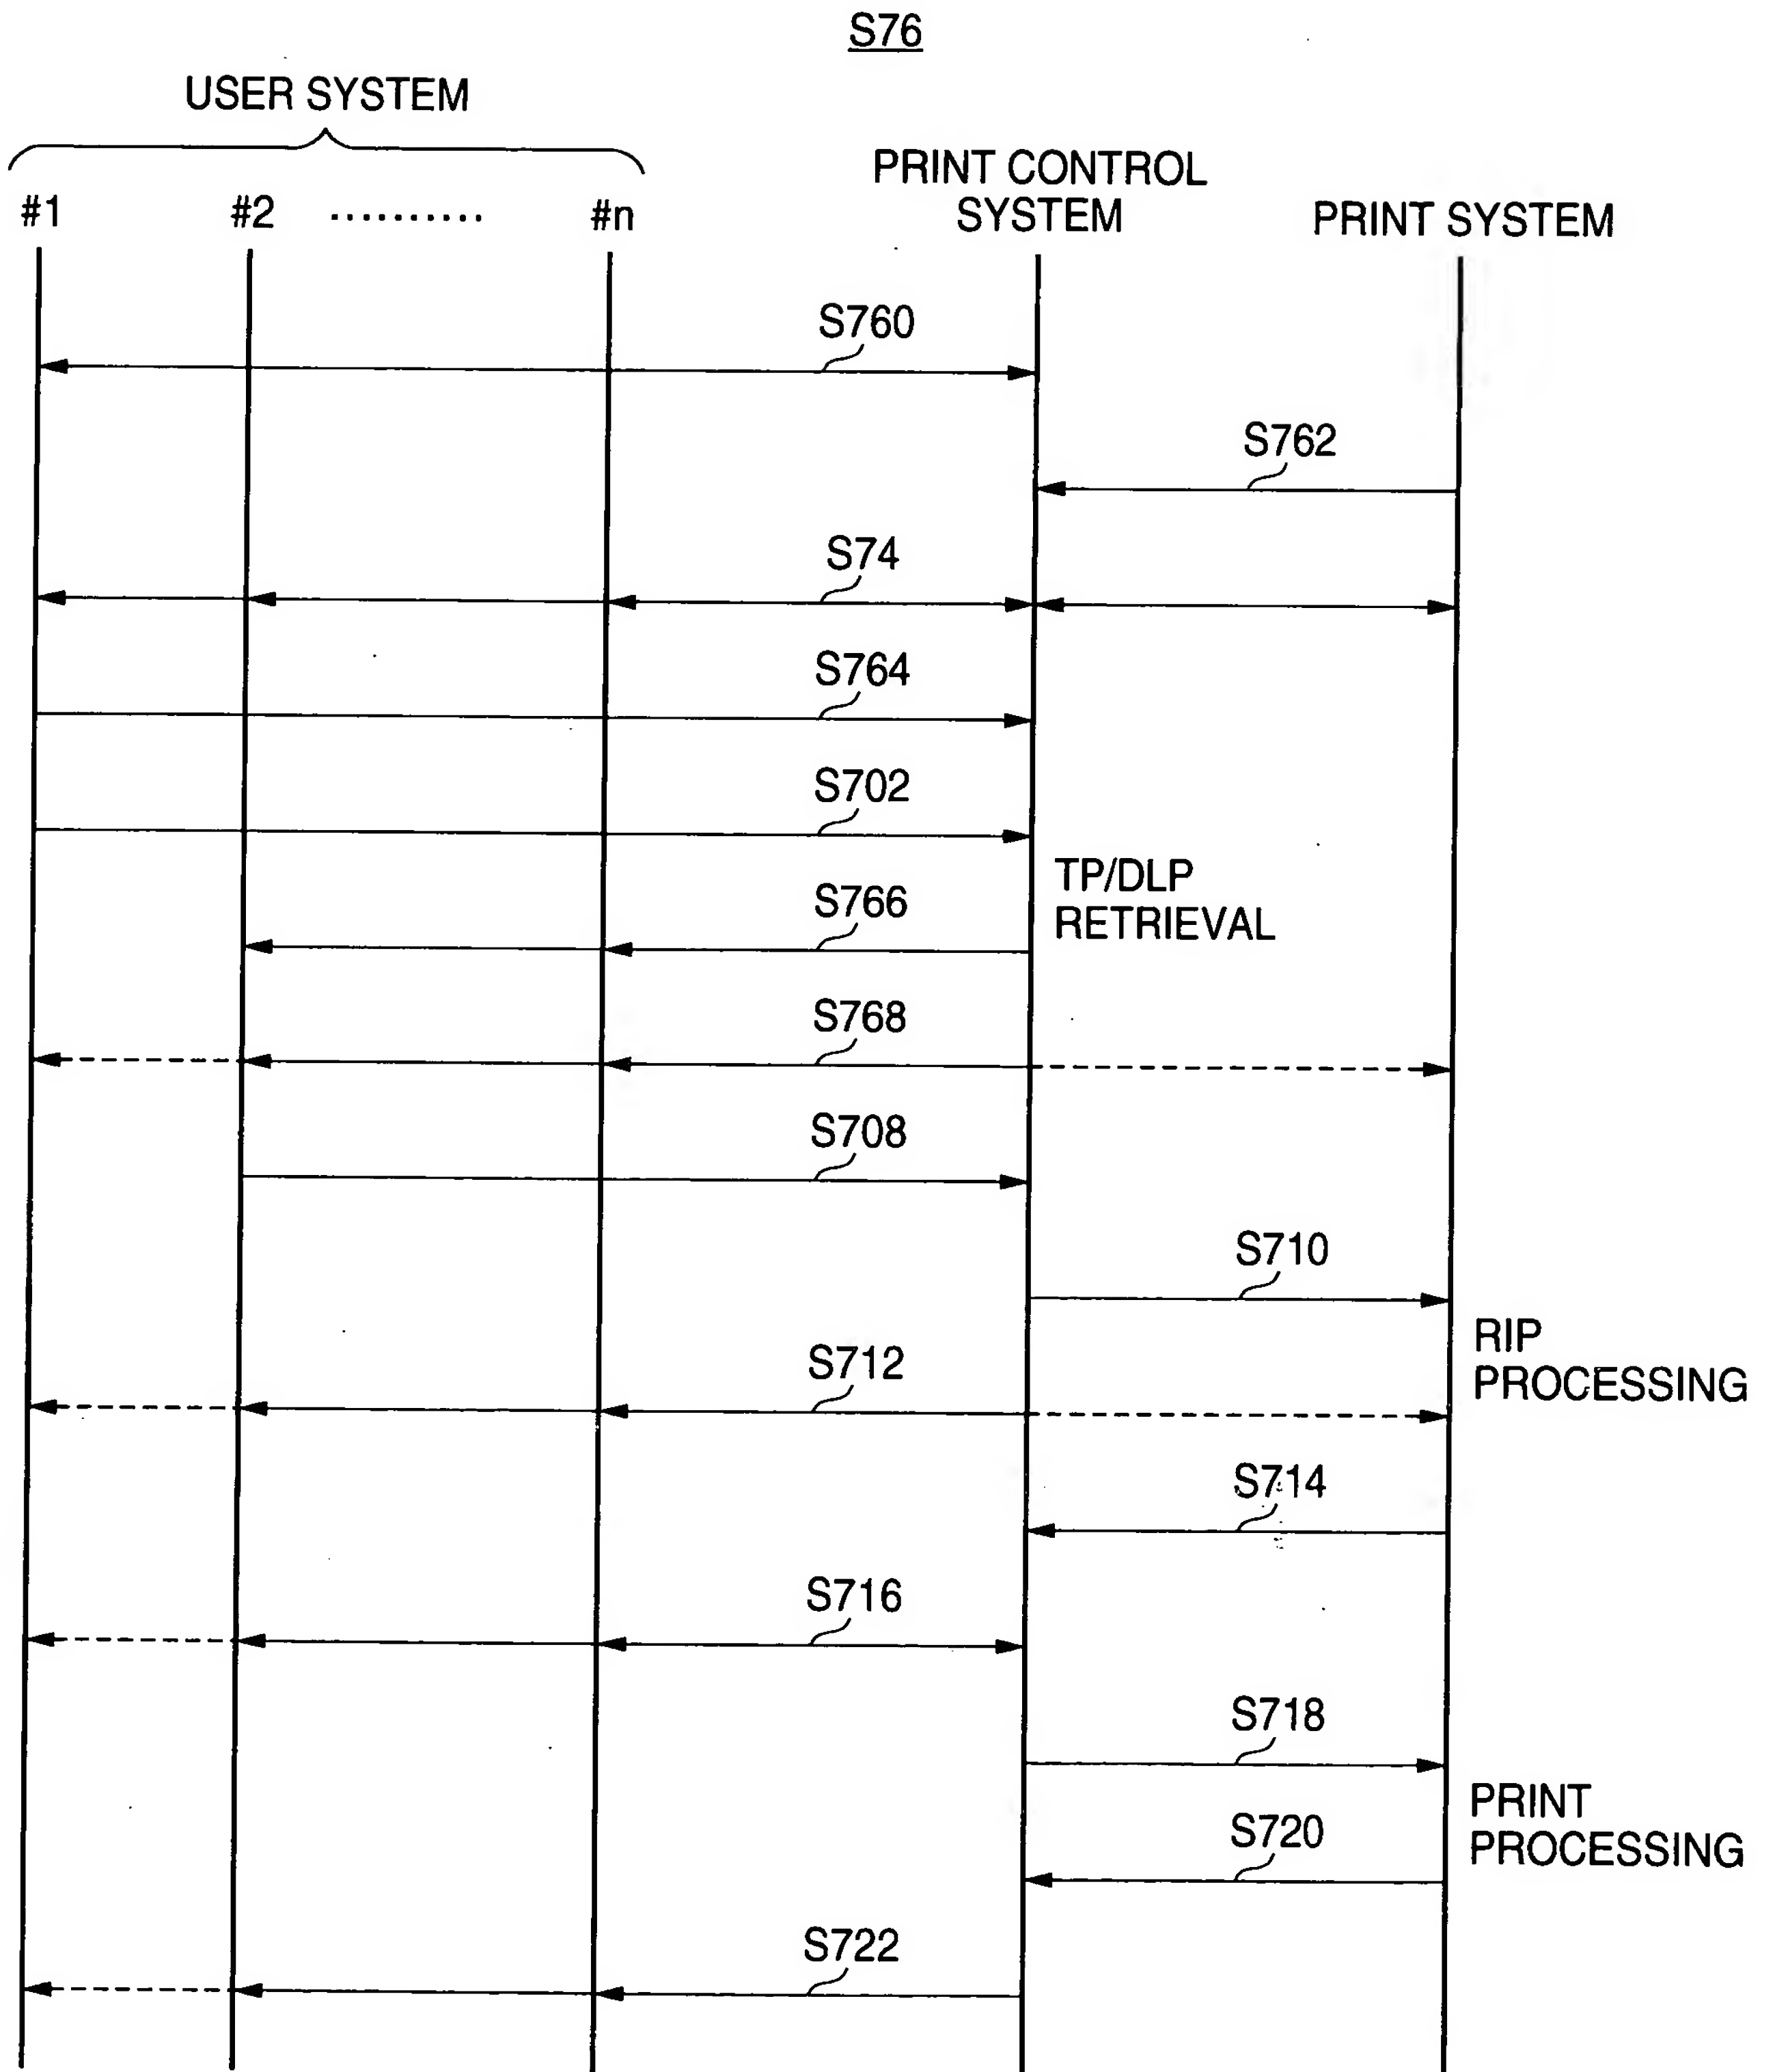 S76
USER SYSTEM
PRINT CONTROL
SYSTEM
PRINT SYSTEM
#1
#2
..........
#n
S760
S762
S74
S764
S702
TP/DLP
RETRIEVAL
S766
S768
S708
S710
RIP
PROCESSING
S712
S714
S716
S718
PRINT
PROCESSING
S720
S722